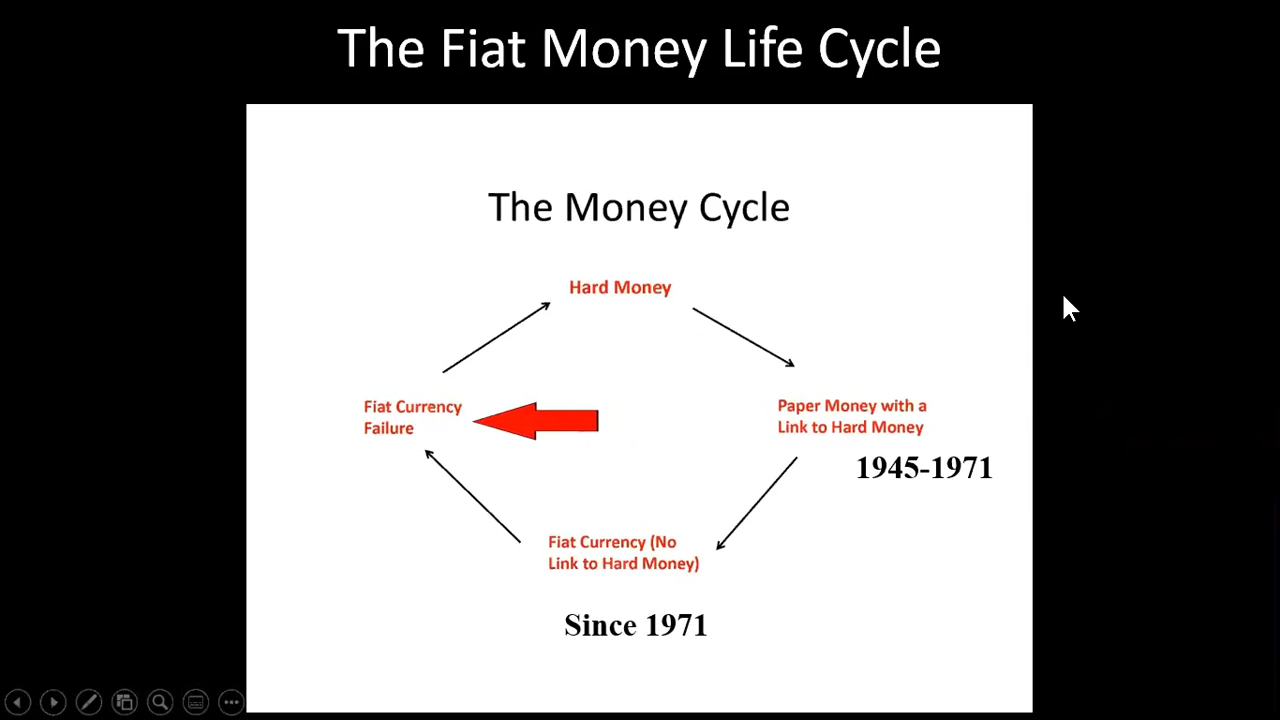 The Fiat Money Life Cycle
The Money Cycle
Hard Money
Fiat Currency
Failure
Paper Money with a
Link to Hard Money
1945-1971
Fiat Currency (No
Link to Hard Money)
Since 1971